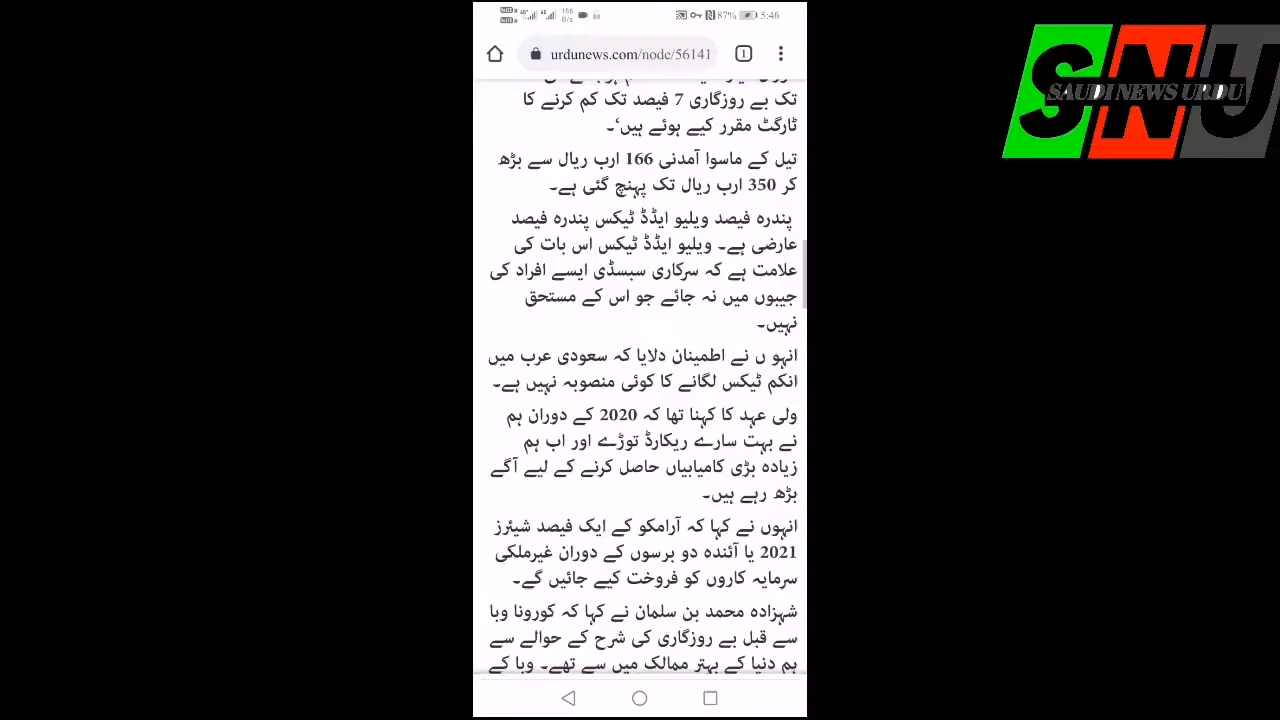 186
B/s
87%
5:46
urdunews.com/node/56141
1
SNU
SAUDI NEWS URDU
تک بے روزگاری 7 فیصد تک کم کرنے کا
ٹارگٹ مقرر کیے ہوئے ہیں‘۔
تیل کے ماسوا آمدنی 166 ارب ریال سے بڑھ
کر 350 ارب ریال تک پہنچ گئی ہے۔
پندرہ فیصد ویلیو ایڈڈ ٹیکس پندرہ فیصد
عارضی ہے۔ ویلیو ایڈڈ ٹیکس اس بات کی
علامت ہے کہ سرکاری سبسڈی ایسے افراد کی
جیبوں میں نہ جائے جو اس کے مستحق
نہیں۔
انہو ں نے اطمینان دلایا کہ سعودی عرب میں
انکم ٹیکس لگانے کا کوئی منصوبہ نہیں ہے۔
ولی عہد کا کہنا تھا کہ 2020 کے دوران ہم
نے بہت سارے ریکارڈ توڑے اور اب ہم
زیادہ بڑی کامیابیاں حاصل کرنے کے لیے آگے
بڑھ رہے ہیں۔
انہوں نے کہا کہ آرامکو کے ایک فیصد شیئرز
2021 یا آئندہ دو برسوں کے دوران غیرملکی
سرمایہ کاروں کو فروخت کیے جائیں گے۔
شہزادہ محمد بن سلمان نے کہا کہ کورونا وبا
سے قبل بے روزگاری کی شرح کے حوالے سے
ہم دنیا کے بہتر ممالک میں سے تھے۔ وبا کے